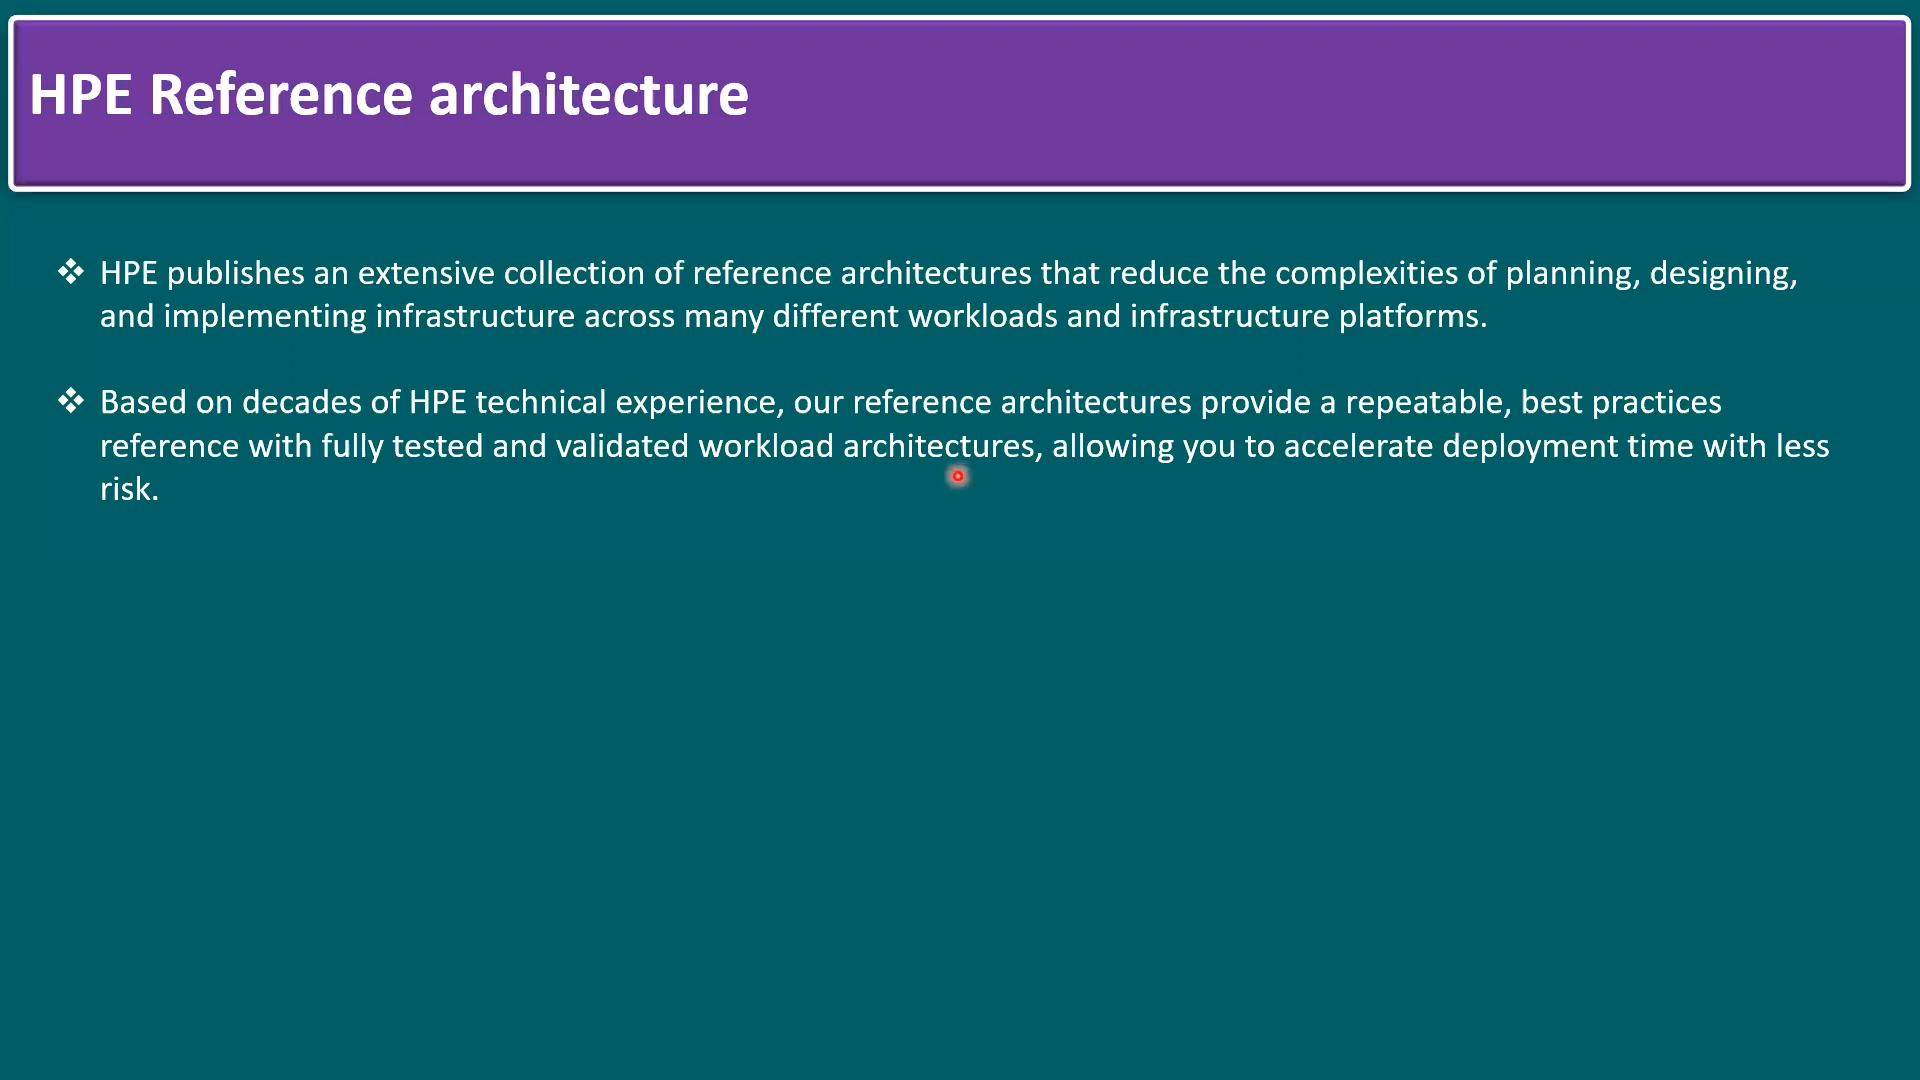 HPE Reference architecture
❖ HPE publishes an extensive collection of reference architectures that reduce the complexities of planning, designing,
and implementing infrastructure across many different workloads and infrastructure platforms.
❖ Based on decades of HPE technical experience, our reference architectures provide a repeatable, best practices
reference with fully tested and validated workload architectures, allowing you to accelerate deployment time with less
risk.